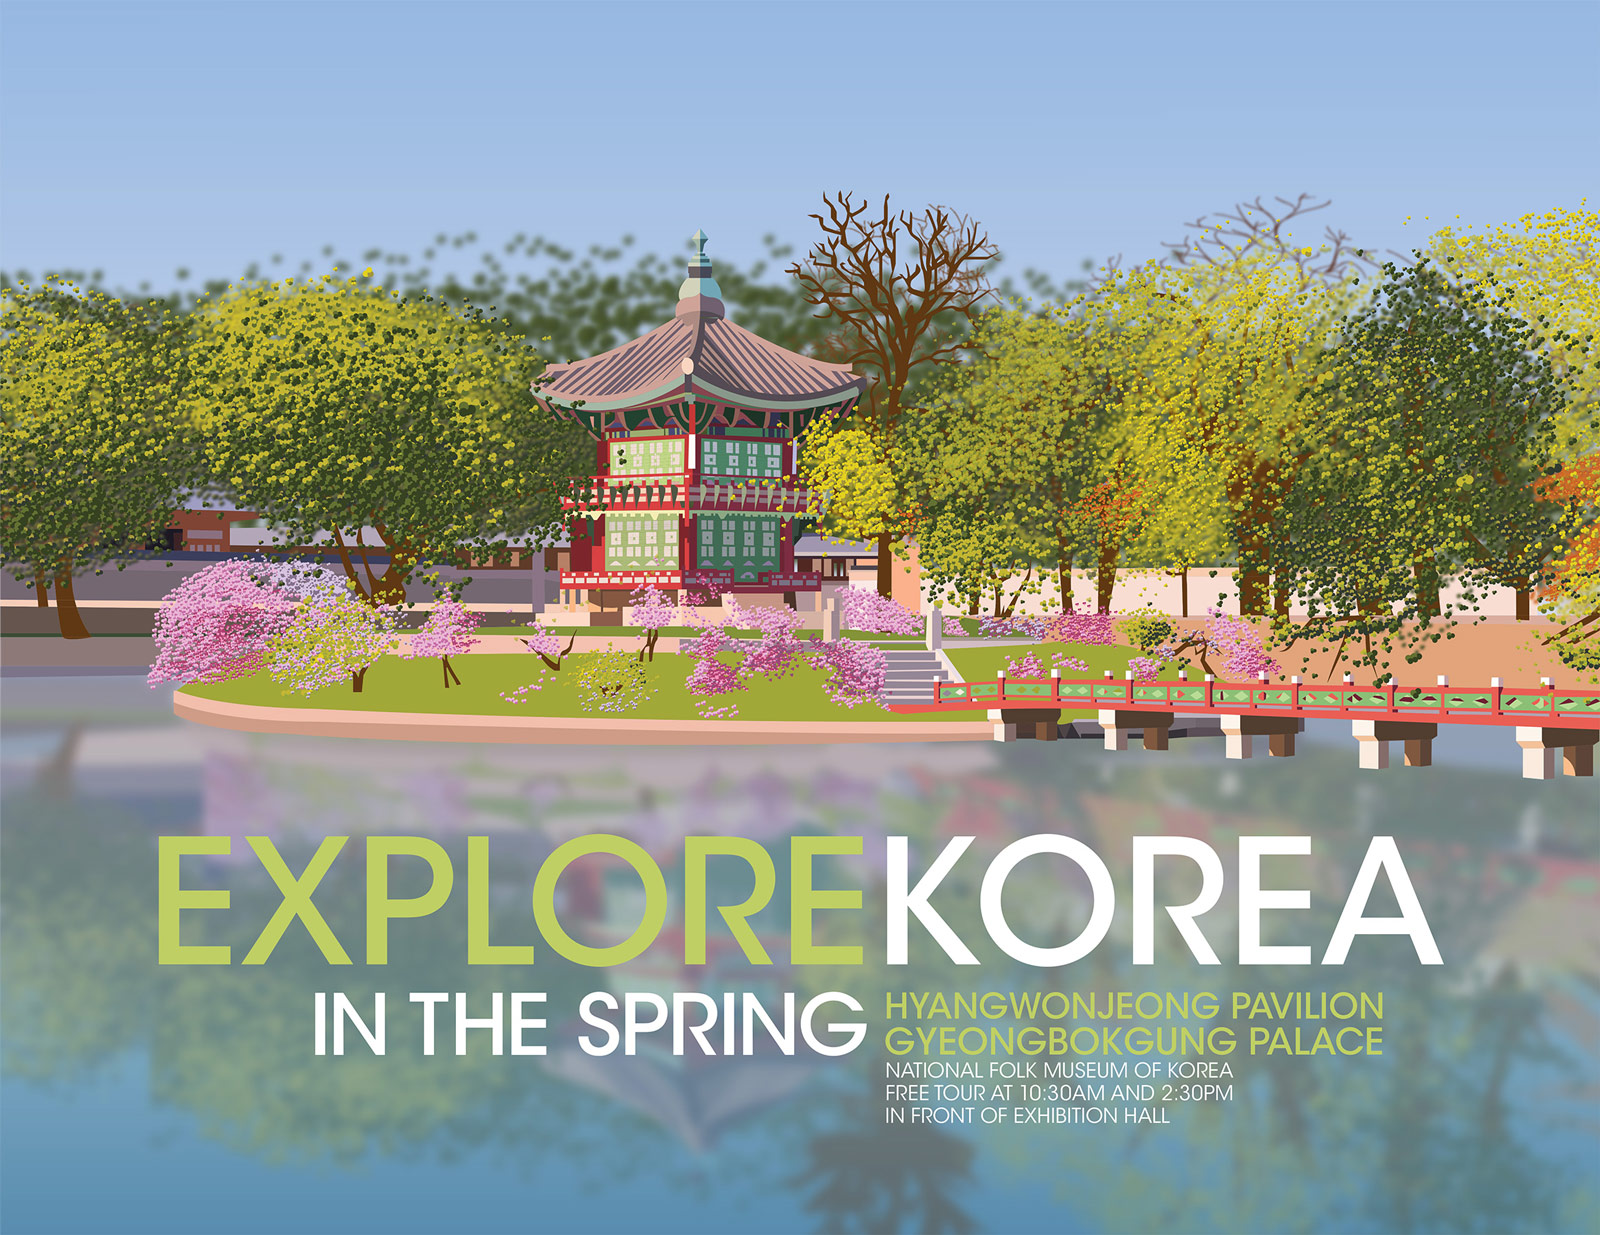 EXPLOREKOREA
IN THE SPRING
HYANGWONJEONG PAVILION
GYEONGBOKGUNG PALACE
NATIONAL FOLK MUSEUM OF KOREA
FREE TOUR AT 10:30AM AND 2:30PM
IN FRONT OF EXHIBITION HALL